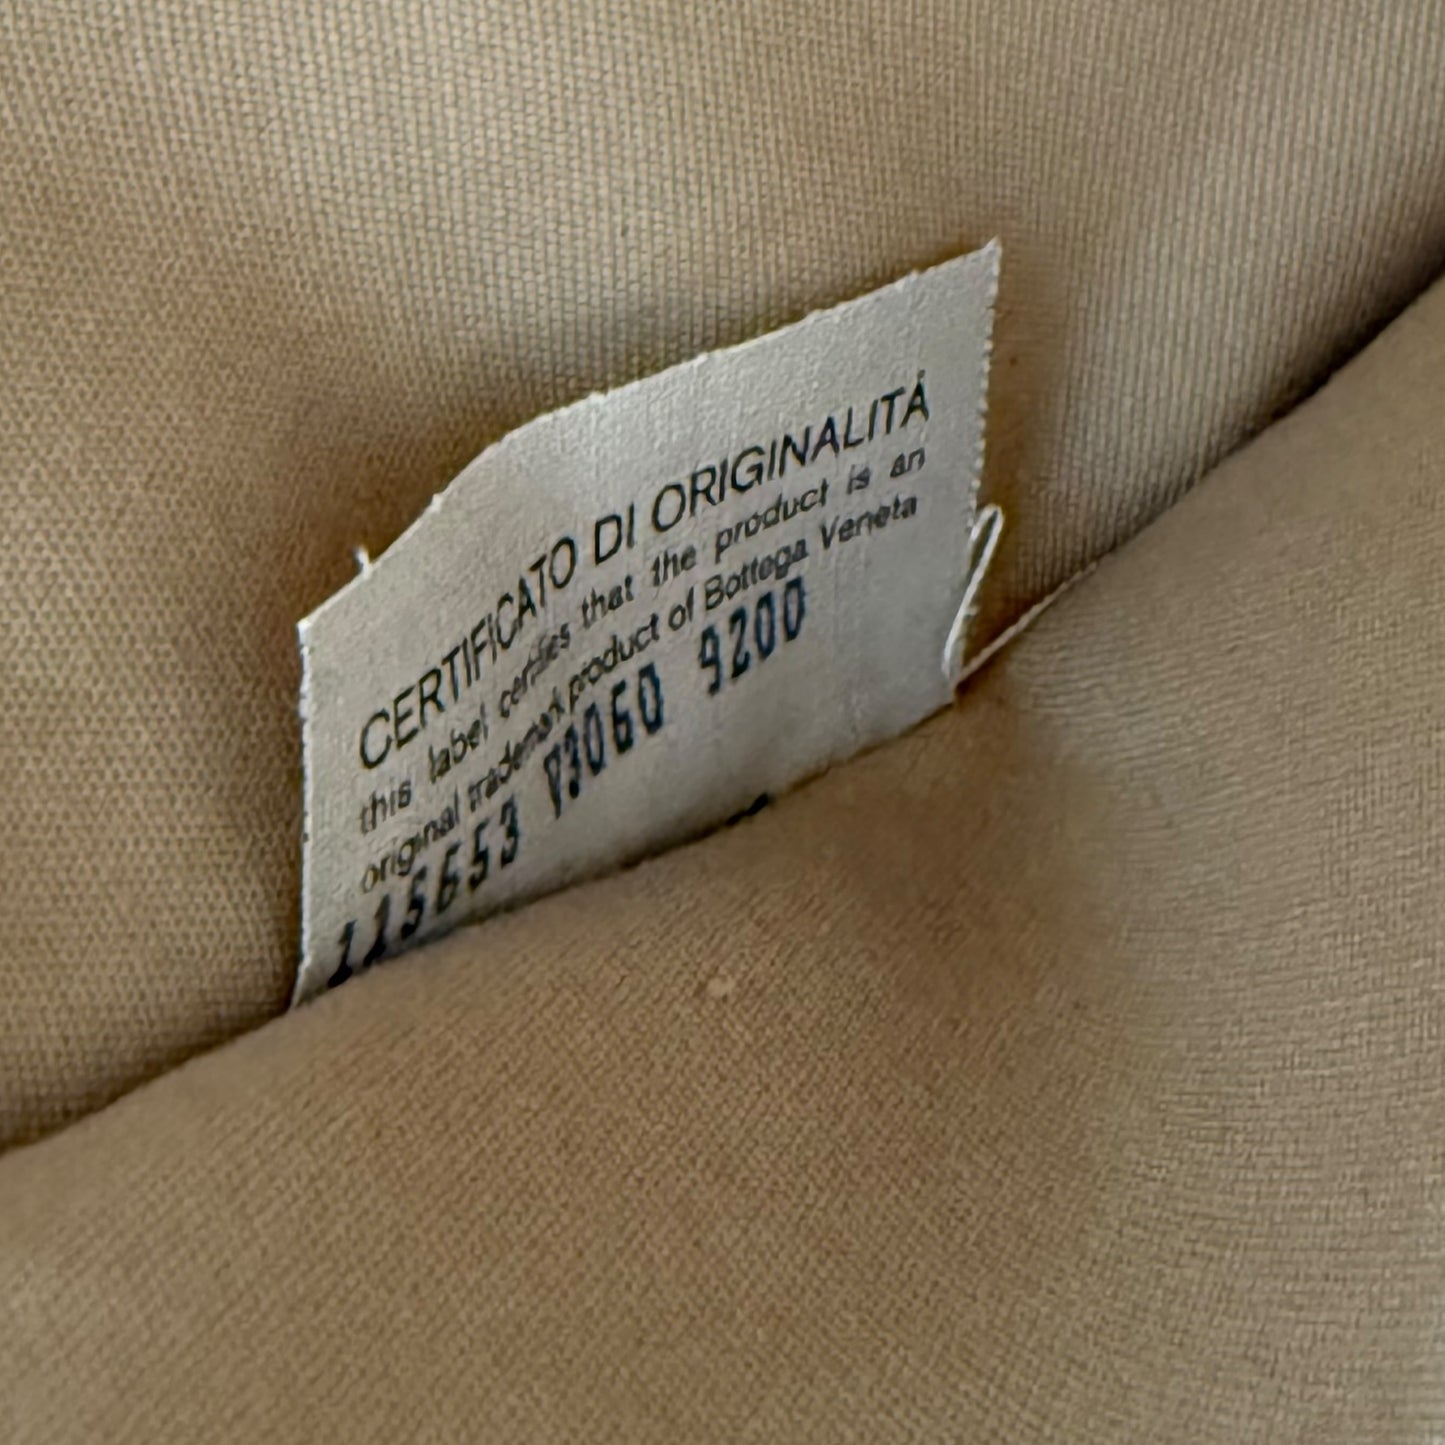 CERTIFICATO DI ORIGINALITÁ
this label certifies that the product is an
original trademark product of Bottega Veneta
115653 V3060 9200